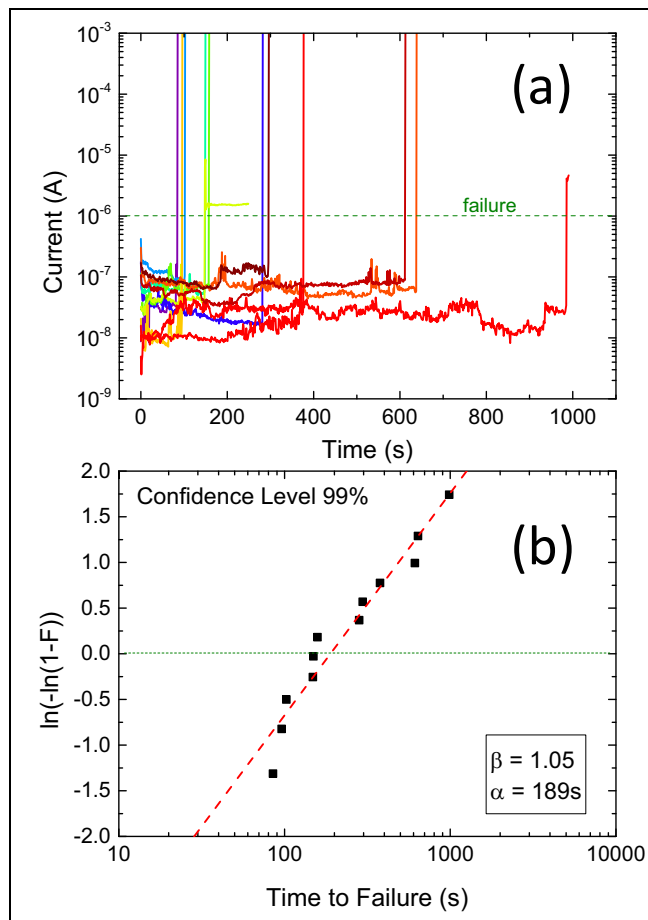 10⁻³
10⁻⁴
10⁻⁵
10⁻⁶
10⁻⁷
10⁻⁸
10⁻⁹
Current (A)
(a)
failure
0 200 400 600 800 1000
Time (s)
2.0
1.5
1.0
0.5
0.0
-0.5
-1.0
-1.5
-2.0
ln(-ln(1-F))
Confidence Level 99%
(b)
β = 1.05
α = 189s
10 100 1000 10000
Time to Failure (s)